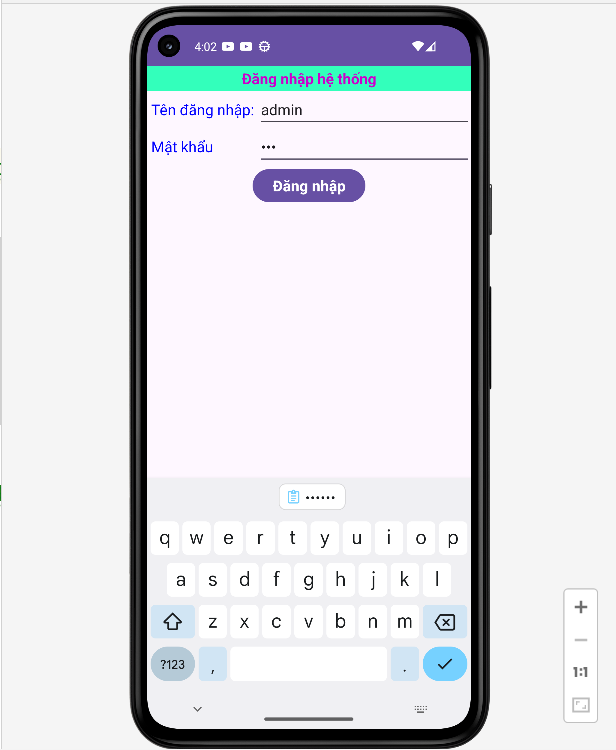 4:02
Đăng nhập hệ thống
Tên đăng nhập: admin
Mật khẩu •••
Đăng nhập
••••••
q w e r t y u i o p
a s d f g h j k l
z x c v b n m
?123 , .
+
−
1:1